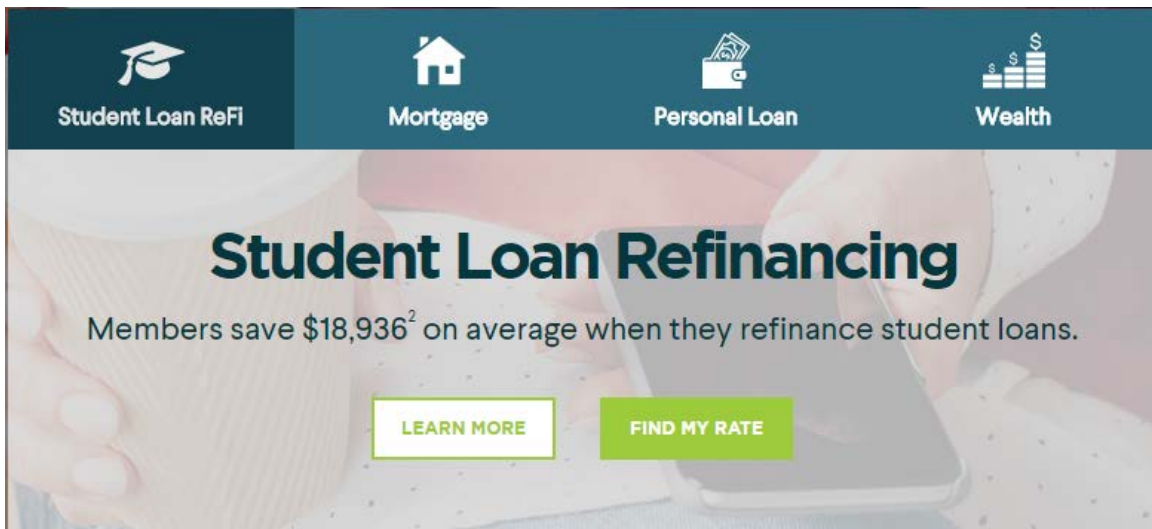 Student Loan ReFi
Mortgage
Personal Loan
Wealth
Student Loan Refinancing
Members save $18,936² on average when they refinance student loans.
LEARN MORE
FIND MY RATE